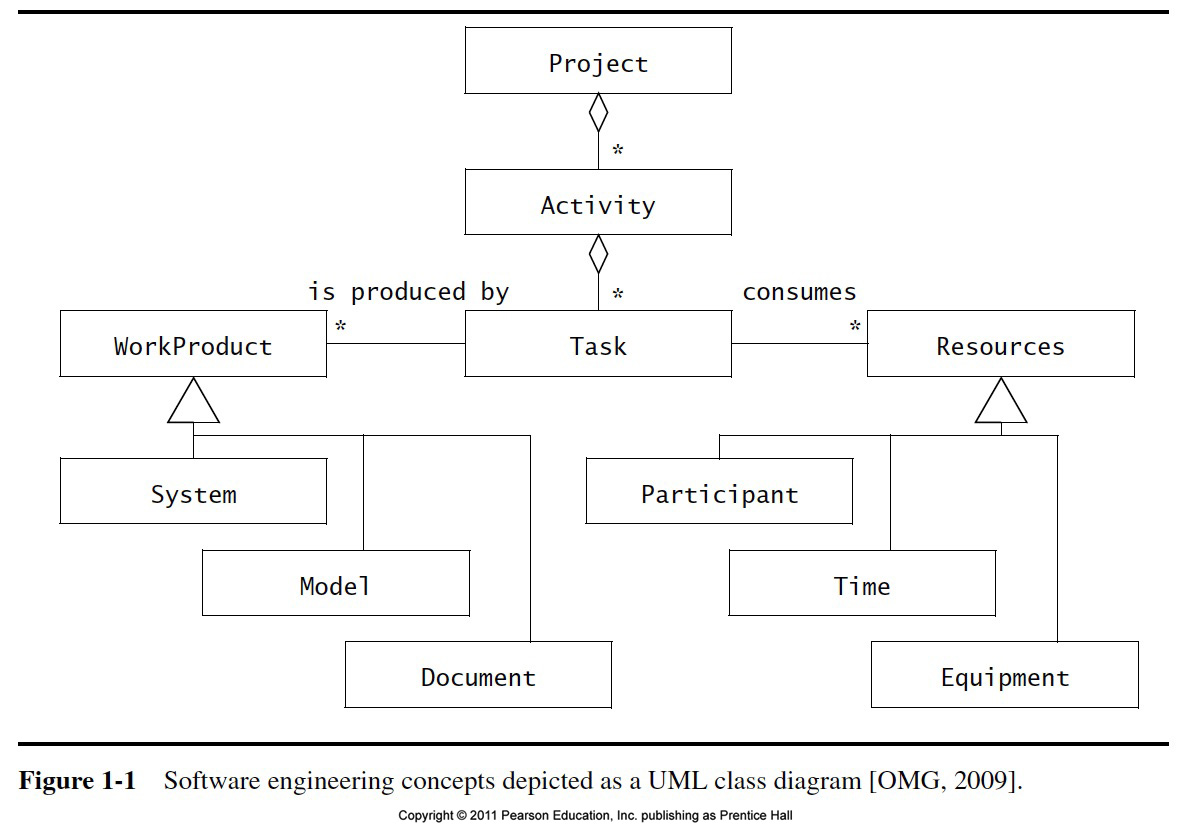 Project
*
Activity
*
is produced by
consumes
*
*
WorkProduct
Task
Resources
System
Participant
Model
Time
Document
Equipment
Figure 1-1 Software engineering concepts depicted as a UML class diagram [OMG, 2009].
Copyright © 2011 Pearson Education, Inc. publishing as Prentice Hall